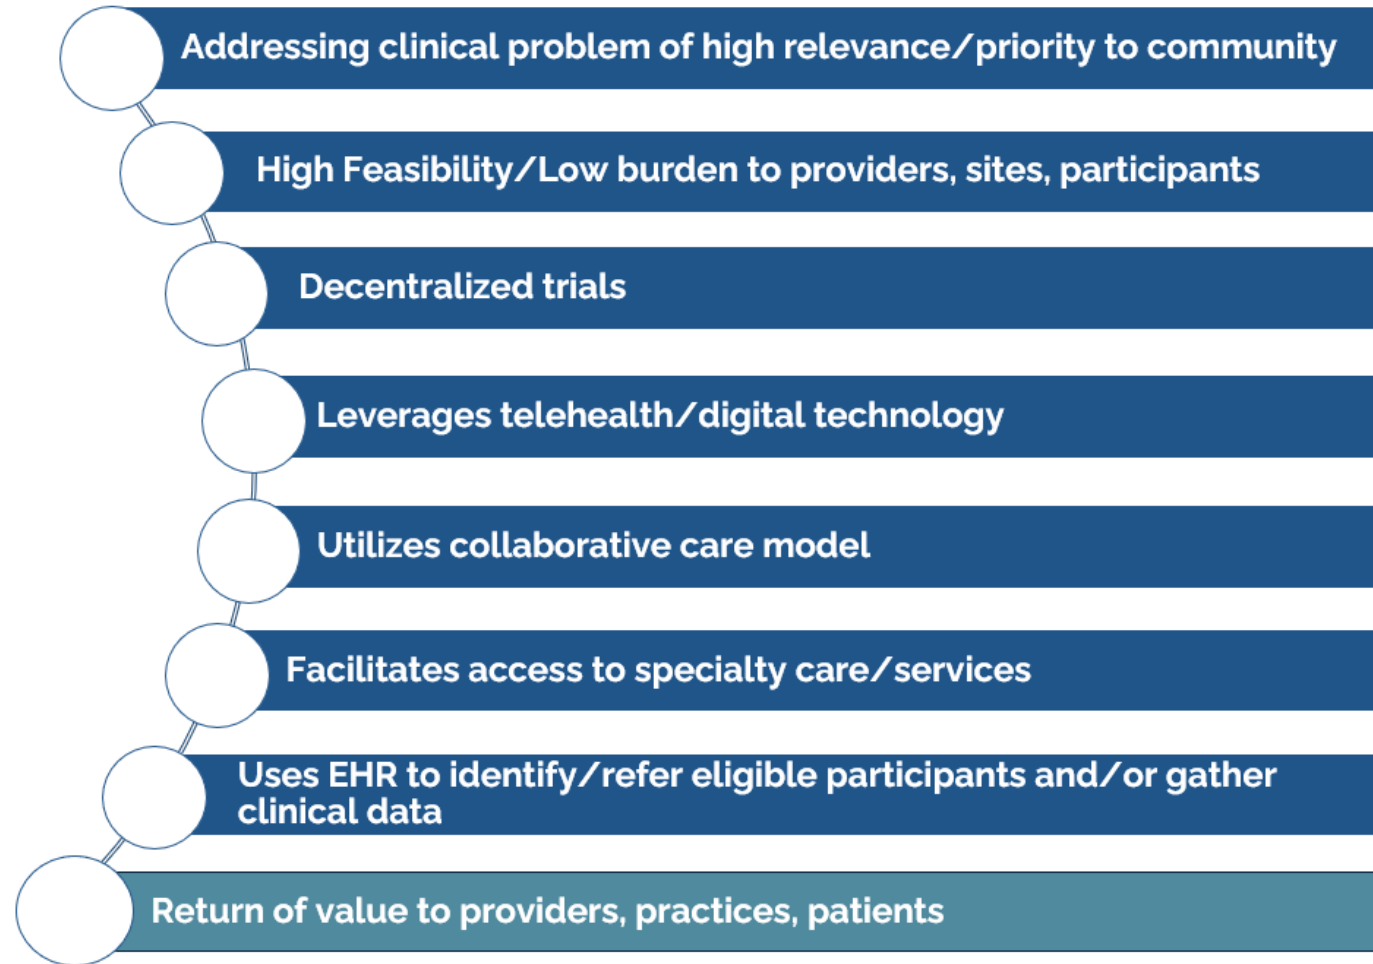 Addressing clinical problem of high relevance/priority to community
High Feasibility/Low burden to providers, sites, participants
Decentralized trials
Leverages telehealth/digital technology
Utilizes collaborative care model
Facilitates access to specialty care/services
Uses EHR to identify/refer eligible participants and/or gather
clinical data
Return of value to providers, practices, patients